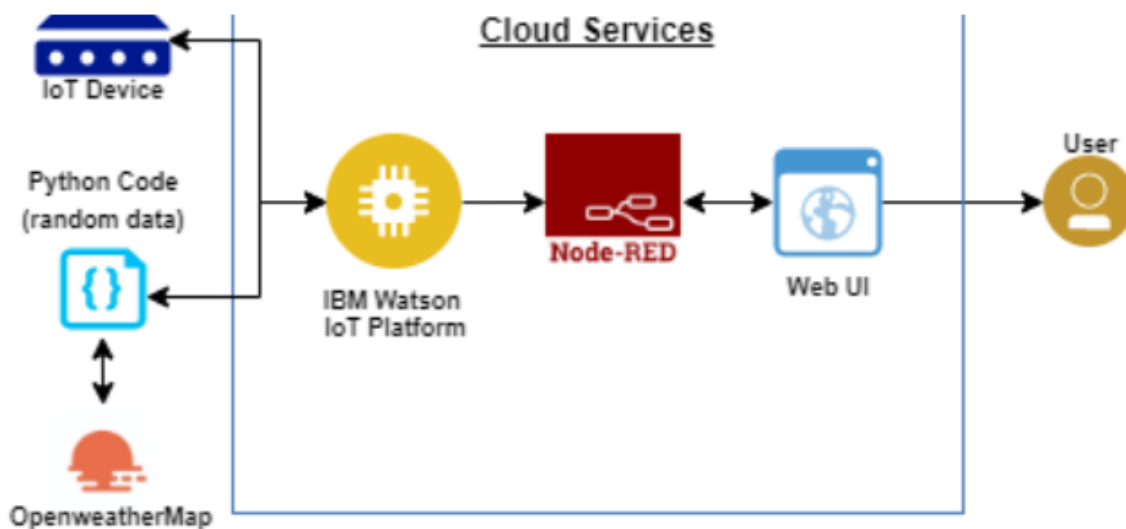 Cloud Services
IoT Device
User
Python Code
(random data)
Node-RED
Web UI
IBM Watson
IoT Platform
OpenweatherMap